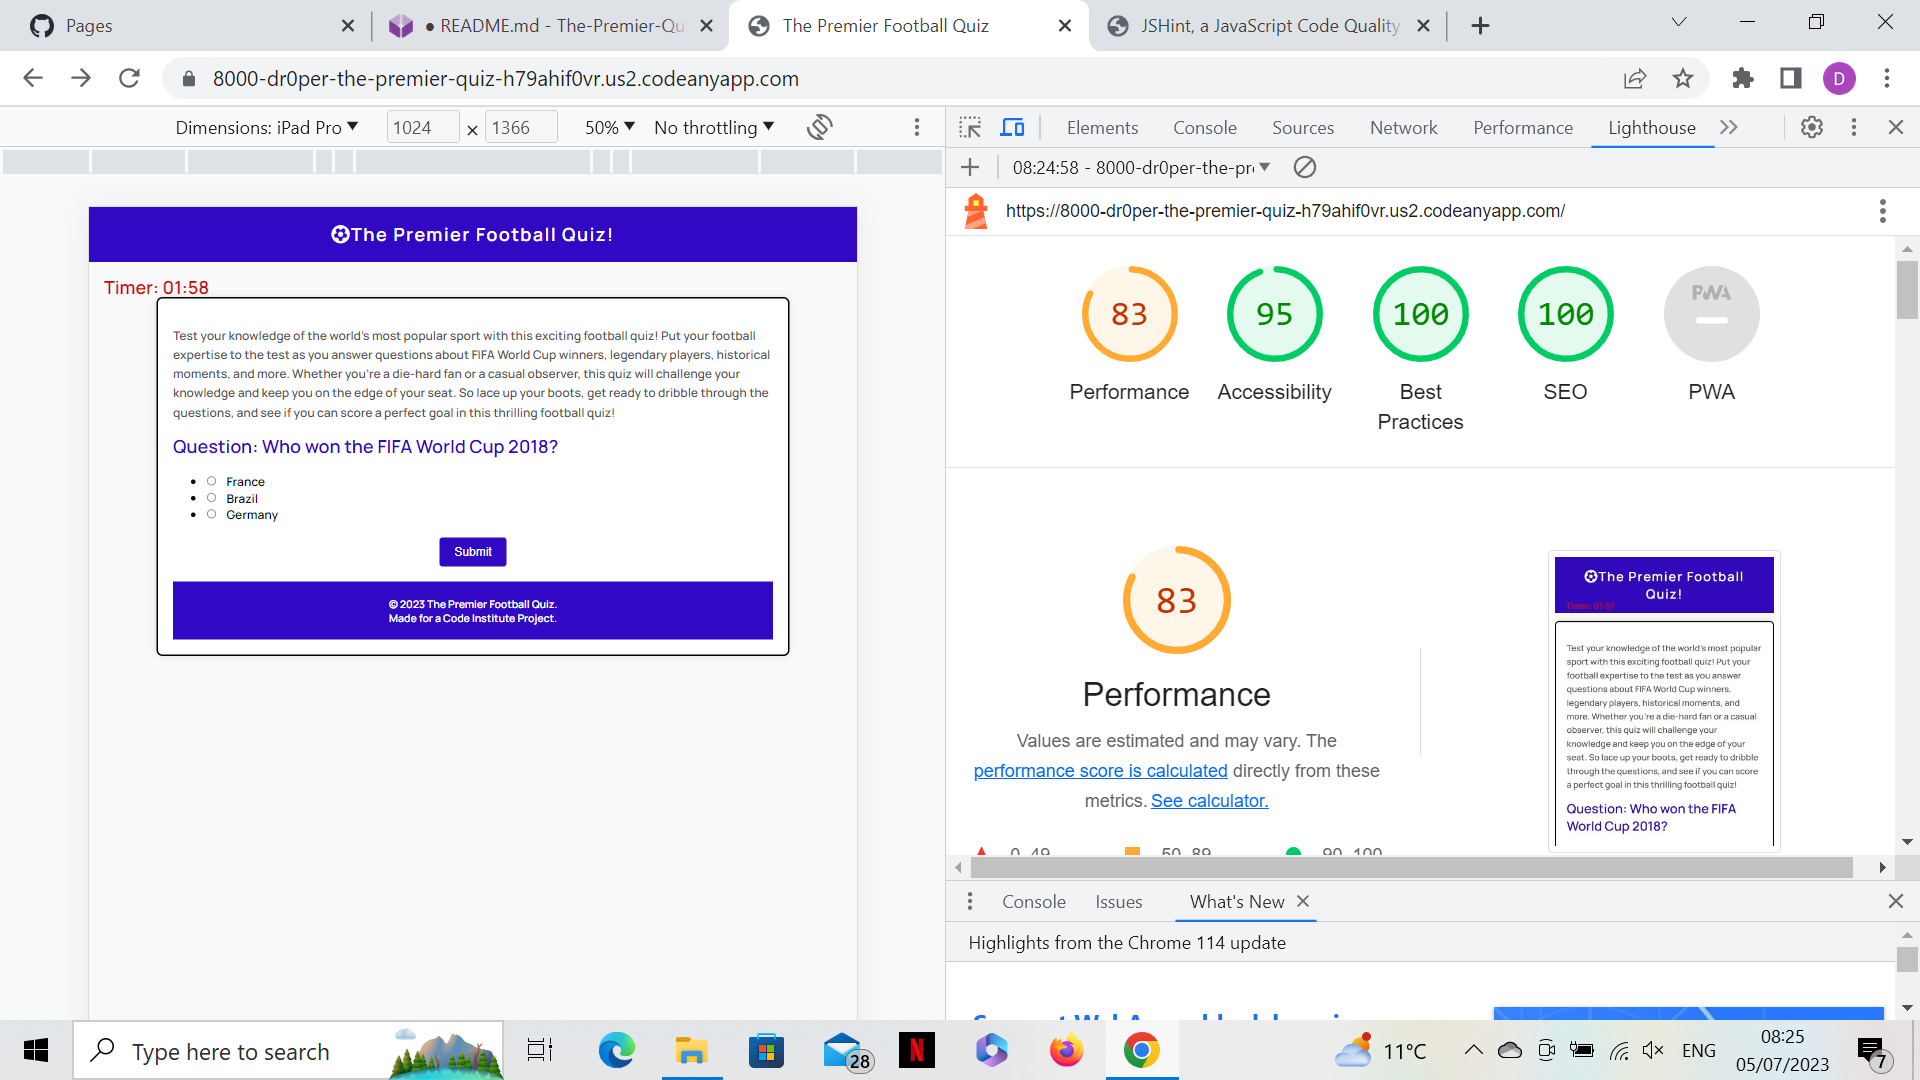 Pages
● README.md - The-Premier-Qu
The Premier Football Quiz
JSHint, a JavaScript Code Quality
8000-dr0per-the-premier-quiz-h79ahif0vr.us2.codeanyapp.com
D
Dimensions: iPad Pro
1024 × 1366
50%
No throttling
Elements
Console
Sources
Network
Performance
Lighthouse
08:24:58 - 8000-dr0per-the-pr
https://8000-dr0per-the-premier-quiz-h79ahif0vr.us2.codeanyapp.com/
The Premier Football Quiz!
Timer: 01:58
Test your knowledge of the world's most popular sport with this exciting football quiz! Put your football
expertise to the test as you answer questions about FIFA World Cup winners, legendary players, historical
moments, and more. Whether you're a die-hard fan or a casual observer, this quiz will challenge your
knowledge and keep you on the edge of your seat. So lace up your boots, get ready to dribble through the
questions, and see if you can score a perfect goal in this thrilling football quiz!
Question: Who won the FIFA World Cup 2018?
France
Brazil
Germany
Submit
© 2023 The Premier Football Quiz.
Made for a Code Institute Project.
83
95
100
100
PWA
Performance
Accessibility
Best
Practices
SEO
PWA
83
Performance
Values are estimated and may vary. The
performance score is calculated directly from these
metrics. See calculator.
0–49
50–89
90–100
The Premier Football
Quiz!
Timer: 01:57
Test your knowledge of the world's most popular
sport with this exciting football quiz! Put your
football expertise to the test as you answer
questions about FIFA World Cup winners,
legendary players, historical moments, and
more. Whether you're a die-hard fan or a casual
observer, this quiz will challenge your
knowledge and keep you on the edge of your
seat. So lace up your boots, get ready to dribble
through the questions, and see if you can score
a perfect goal in this thrilling football quiz!
Question: Who won the FIFA
World Cup 2018?
Console
Issues
What's New
Highlights from the Chrome 114 update
Type here to search
28
N
11°C
ENG
08:25
05/07/2023
7